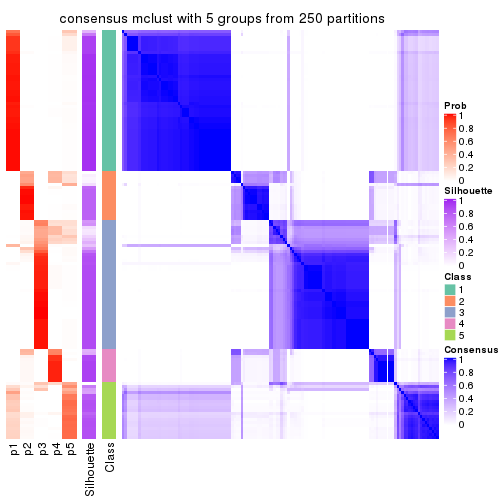 consensus mclust with 5 groups from 250 partitions
Prob
1
0.8
0.6
0.4
0.2
0
Silhouette
1
0.8
0.6
0.4
0.2
0
Class
1
2
3
4
5
Consensus
1
0.8
0.6
0.4
0.2
0
p1
p2
p3
p4
p5
Silhouette
Class